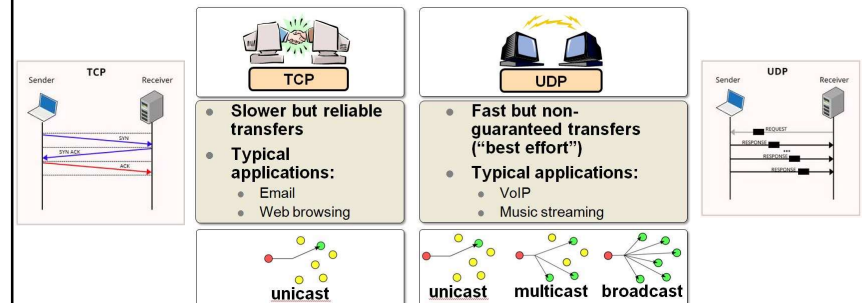 TCP
Sender
Receiver
SYN
SYN ACK
ACK
TCP
Slower but reliable
transfers
Typical
applications:
Email
Web browsing
unicast
UDP
Fast but non-
guaranteed transfers
("best effort")
Typical applications:
VoIP
Music streaming
unicast
multicast
broadcast
UDP
Sender
Receiver
REQUEST
RESPONSE
...
RESPONSE
RESPONSE